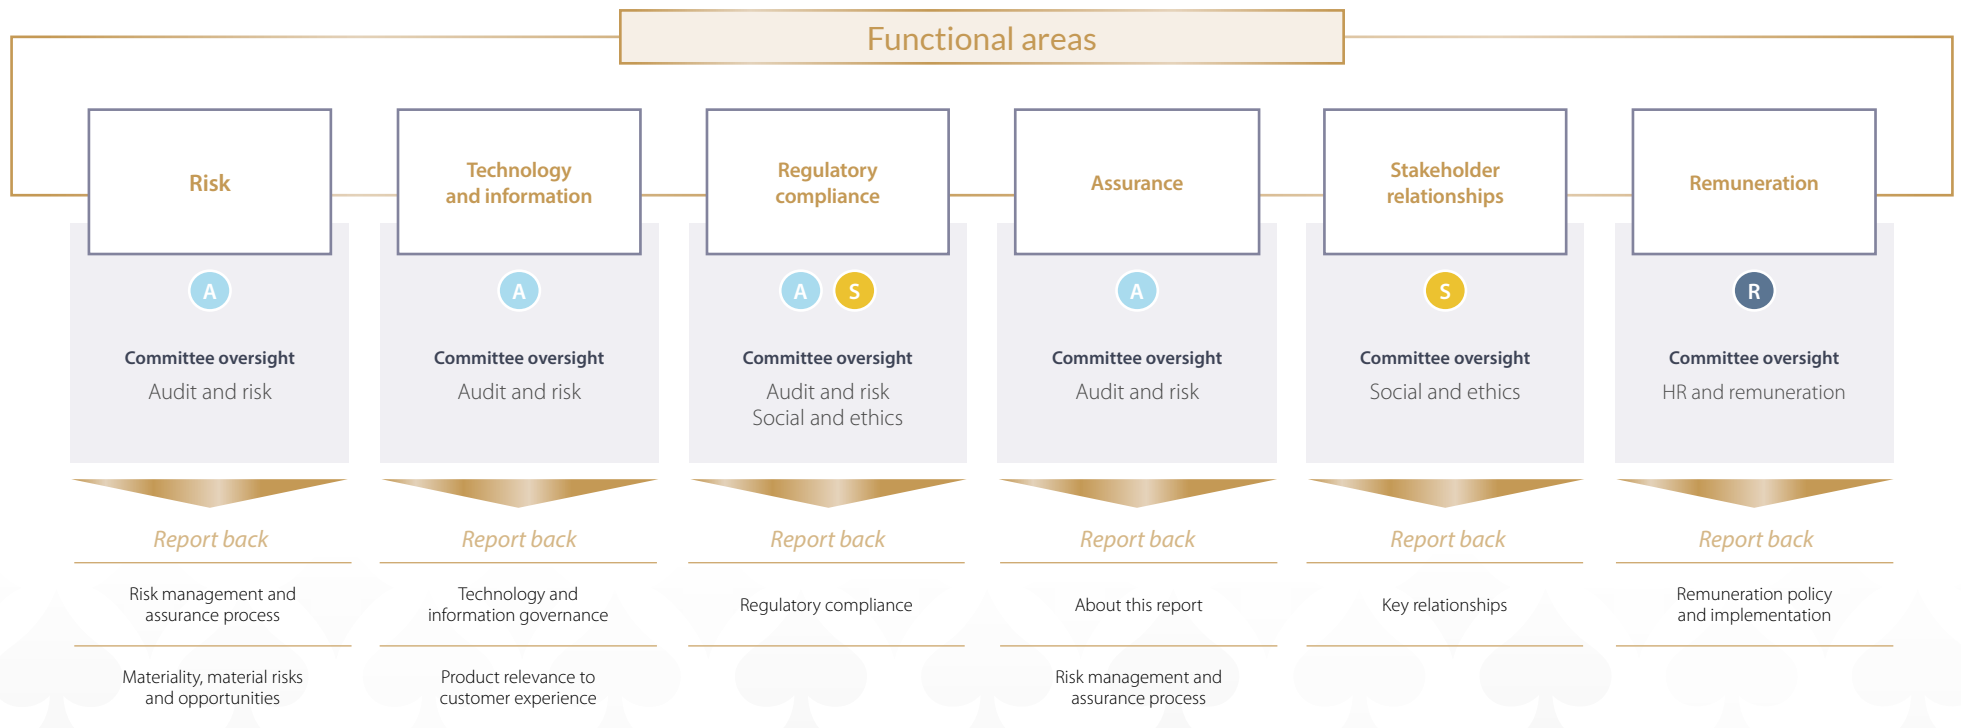 Functional areas
Risk
Technology
and information
Regulatory
compliance
Assurance
Stakeholder
relationships
Remuneration
A
A
A S
A
S
R
Committee oversight
Audit and risk
Committee oversight
Audit and risk
Committee oversight
Audit and risk
Social and ethics
Committee oversight
Audit and risk
Committee oversight
Social and ethics
Committee oversight
HR and remuneration
Report back
Report back
Report back
Report back
Report back
Report back
Risk management and
assurance process
Technology and
information governance
Regulatory compliance
About this report
Key relationships
Remuneration policy
and implementation
Materiality, material risks
and opportunities
Product relevance to
customer experience
Risk management and
assurance process